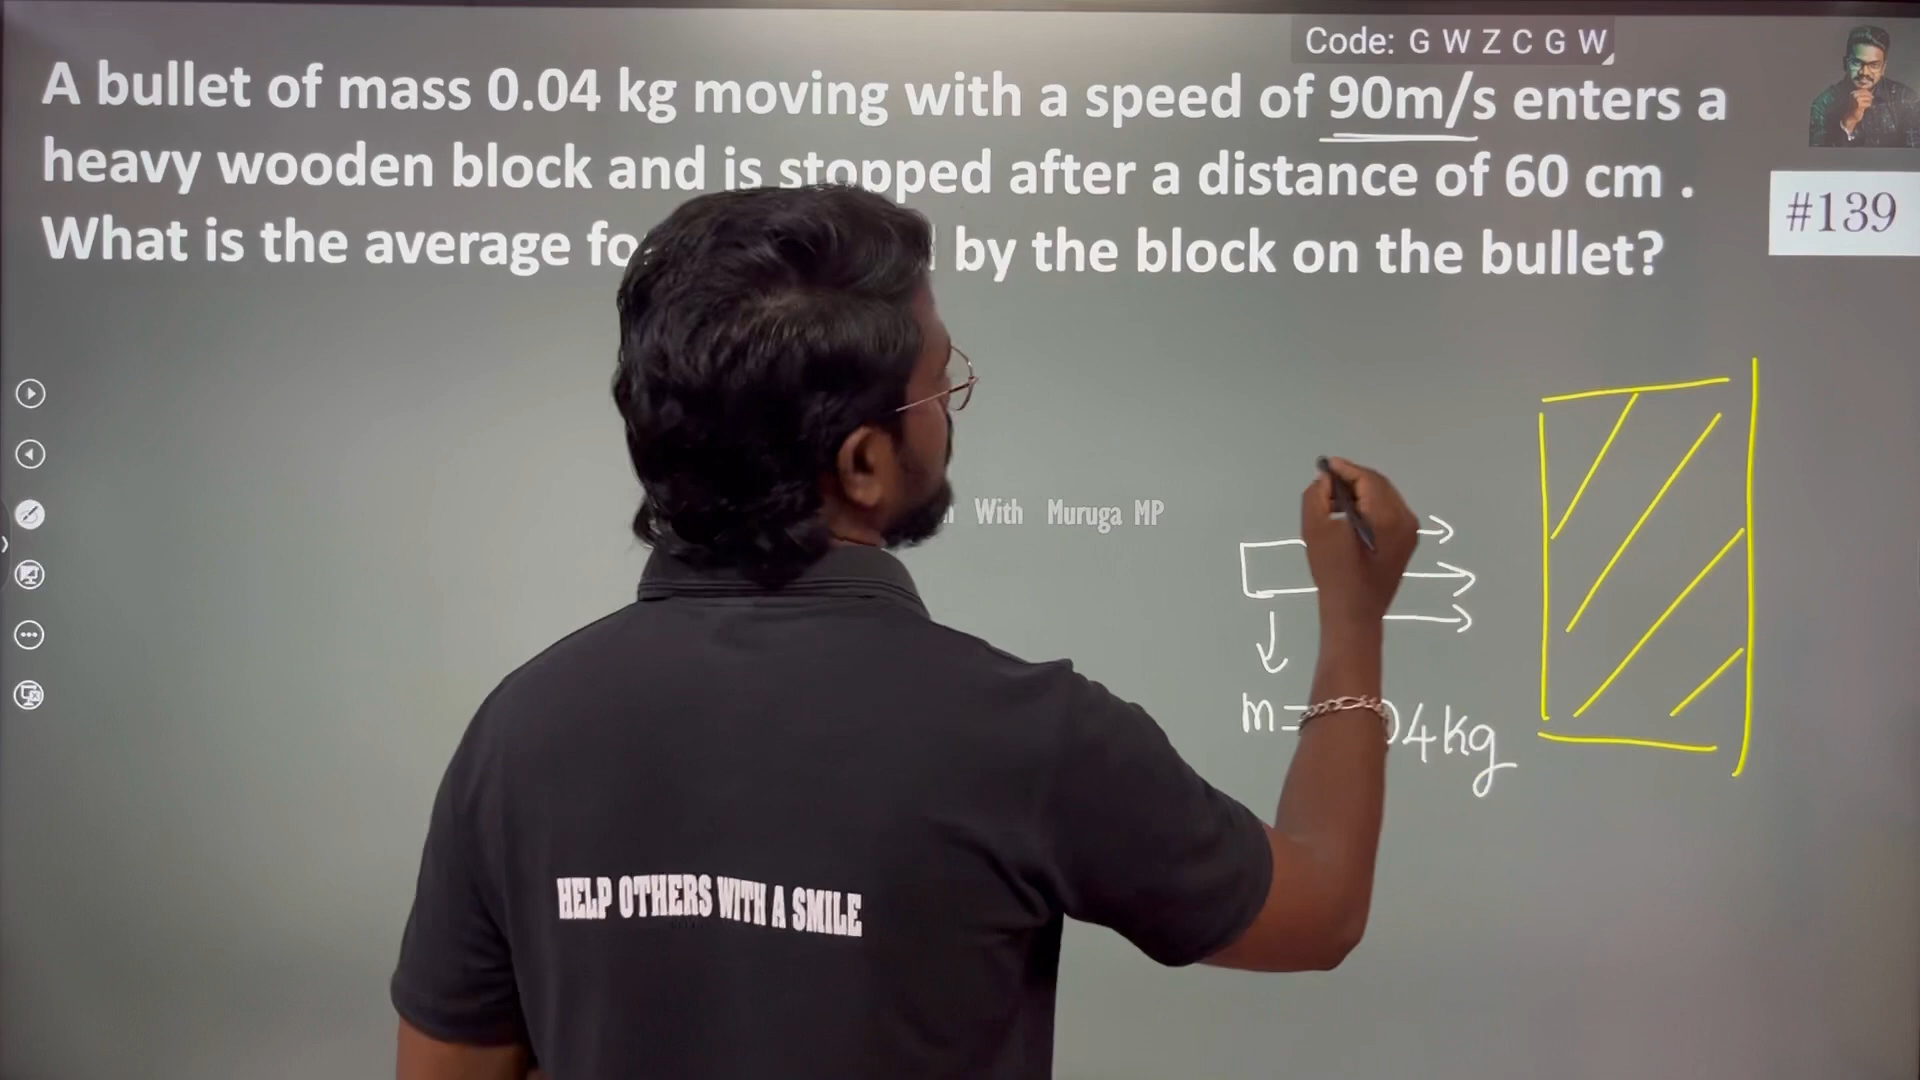 Code: G W Z C G W
A bullet of mass 0.04 kg moving with a speed of 90m/s enters a
heavy wooden block and is stopped after a distance of 60 cm .
What is the average by the block on the bullet?
#139
With Muruga MP
m= 4kg
HELP OTHERS WITH A SMILE